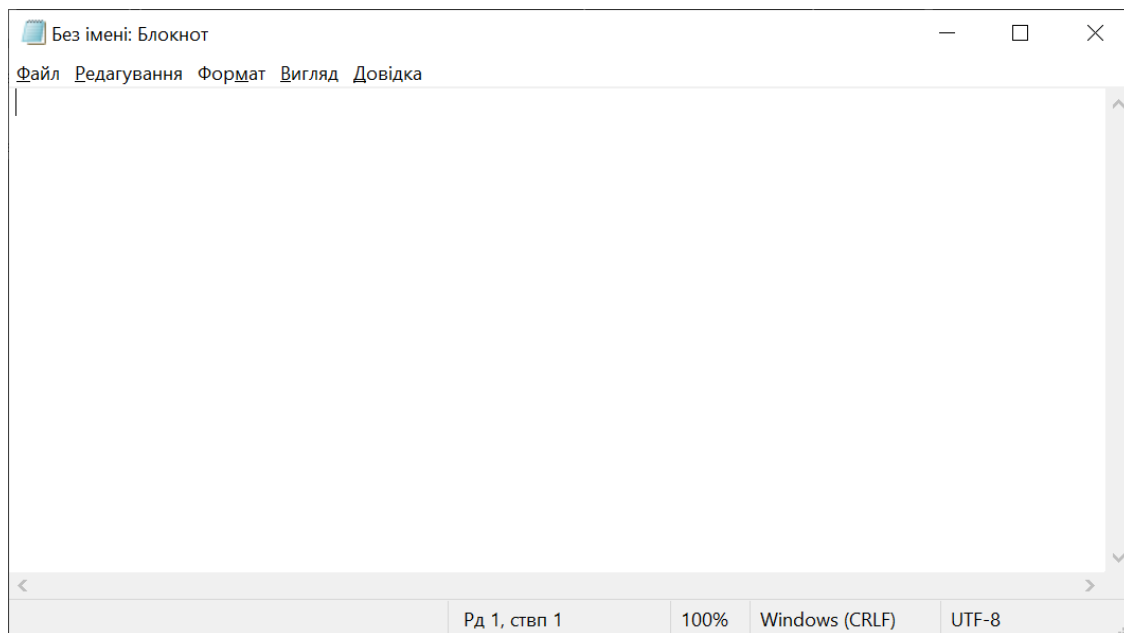 Без імені: Блокнот
Файл Редагування Формат Вигляд Довідка
Рд 1, ствп 1 100% Windows (CRLF) UTF-8